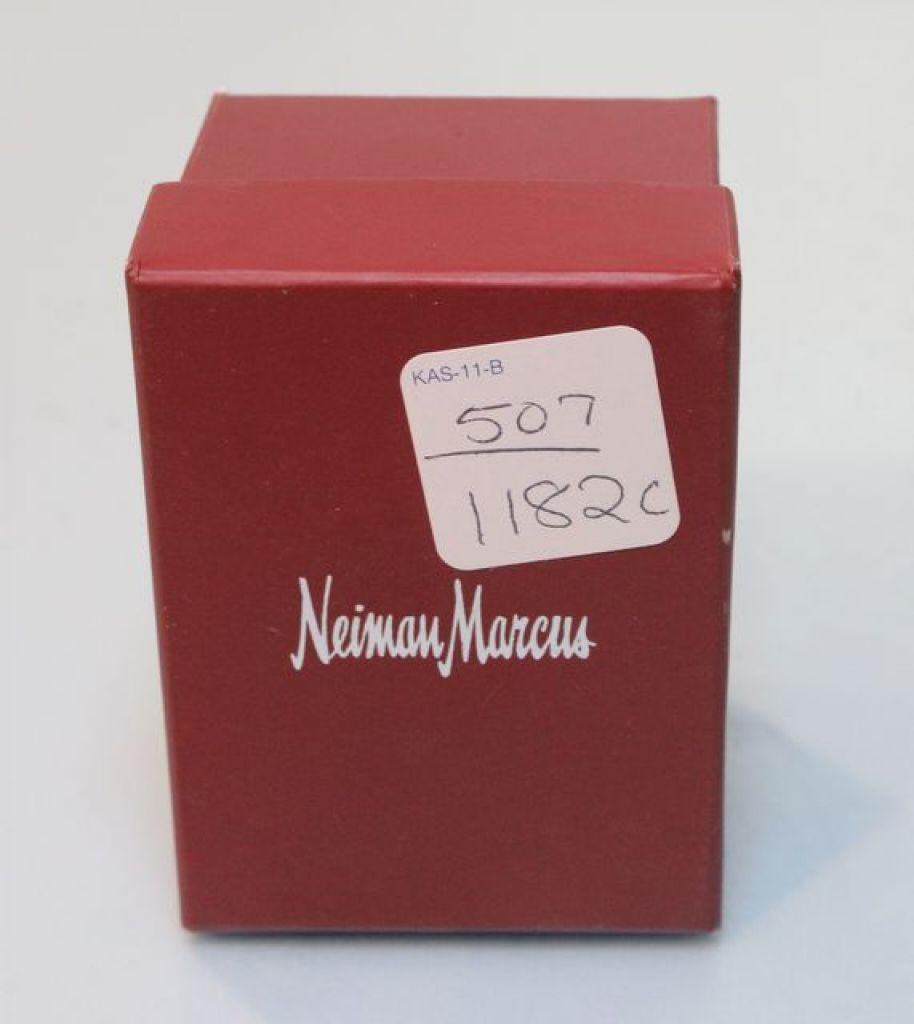 KAS-11-B
507
1182C
Neiman Marcus